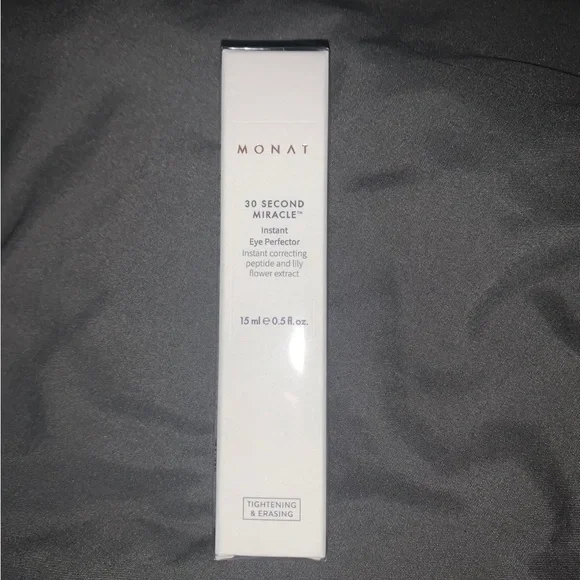 MONAT
30 SECOND
MIRACLE™
Instant
Eye Perfector
Instant correcting
peptide and lily
flower extract
15 ml ℮ 0.5 fl. oz.
TIGHTENING
& ERASING